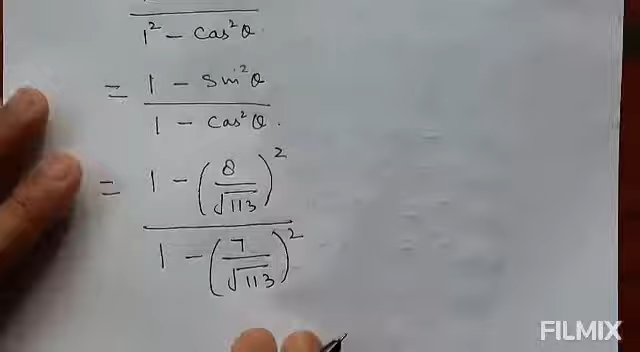 1² - cos²θ.
= 1 - sin²θ
1 - cos²θ.
= 1 - (8/√113)²
1 - (7/√113)²
FILMIX